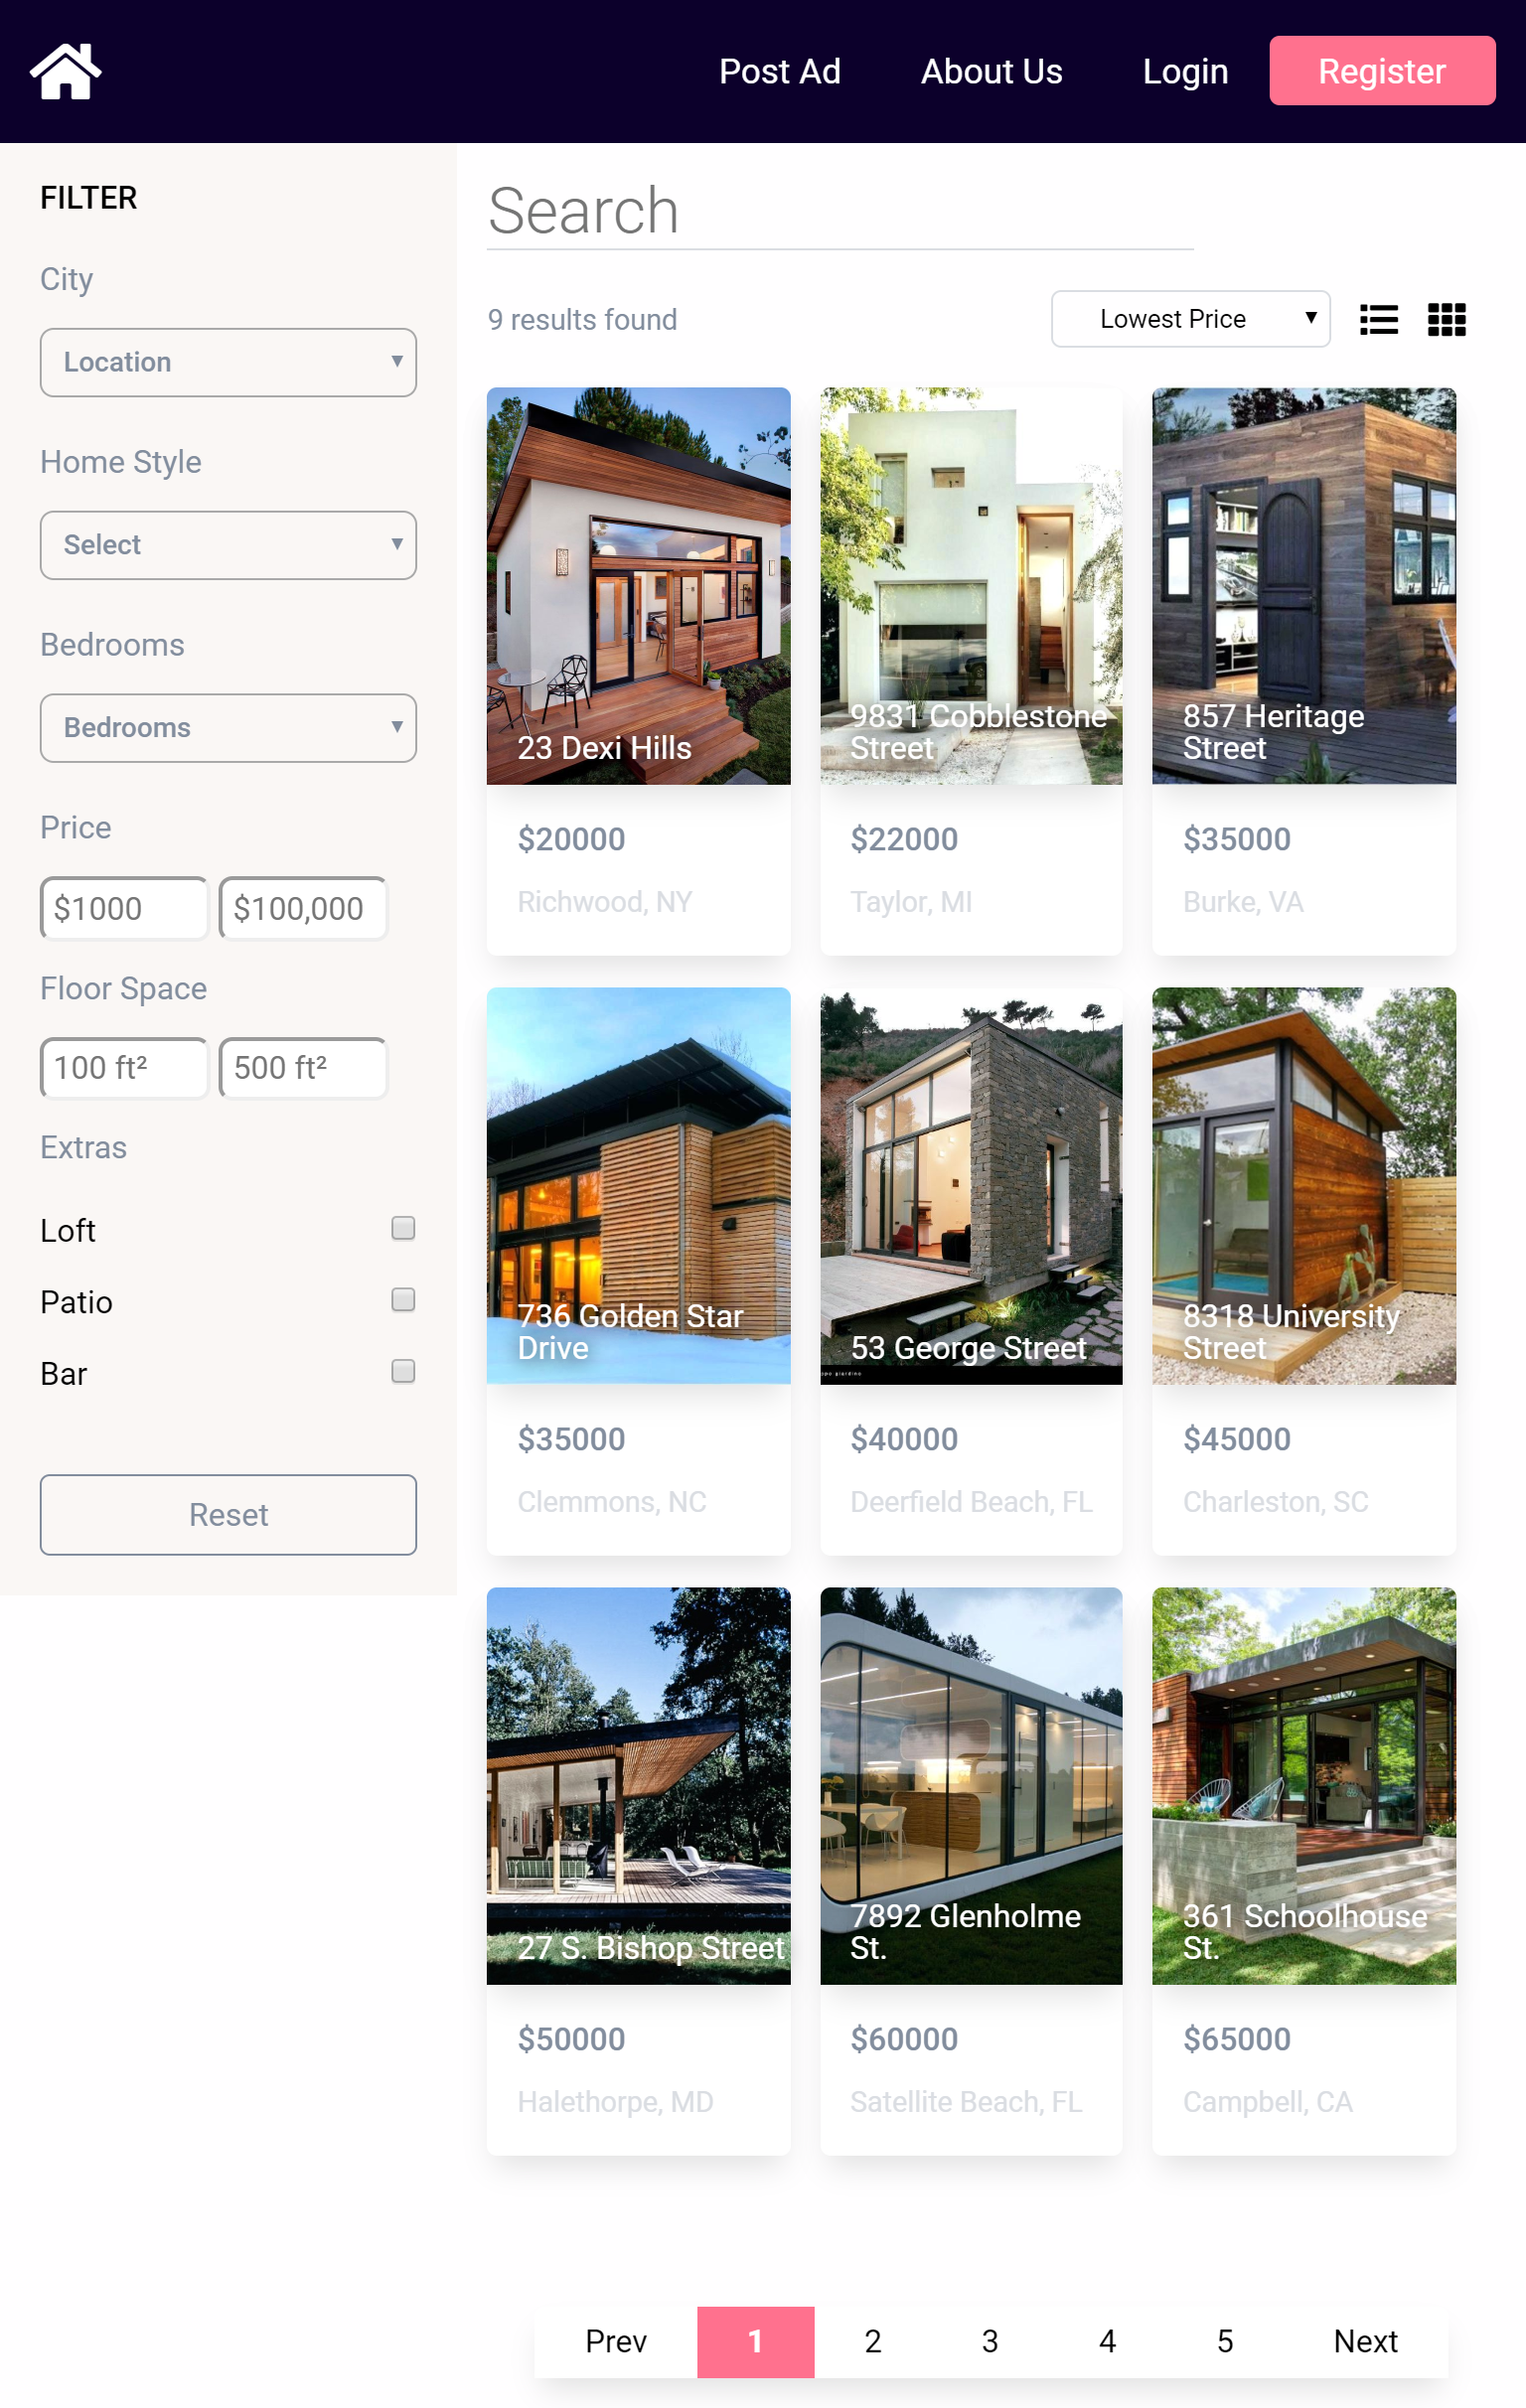 Post Ad
About Us
Login
Register
FILTER
City
Location
Home Style
Select
Bedrooms
Bedrooms
Price
$1000
$100,000
Floor Space
100 ft²
500 ft²
Extras
Loft
Patio
Bar
Reset
Search
9 results found
Lowest Price
23 Dexi Hills
$20000
Richwood, NY
9831 Cobblestone
Street
$22000
Taylor, MI
857 Heritage
Street
$35000
Burke, VA
736 Golden Star
Drive
$35000
Clemmons, NC
53 George Street
ppo giardino
$40000
Deerfield Beach, FL
8318 University
Street
$45000
Charleston, SC
27 S. Bishop Street
$50000
Halethorpe, MD
7892 Glenholme
St.
$60000
Satellite Beach, FL
361 Schoolhouse
St.
$65000
Campbell, CA
Prev
1
2
3
4
5
Next